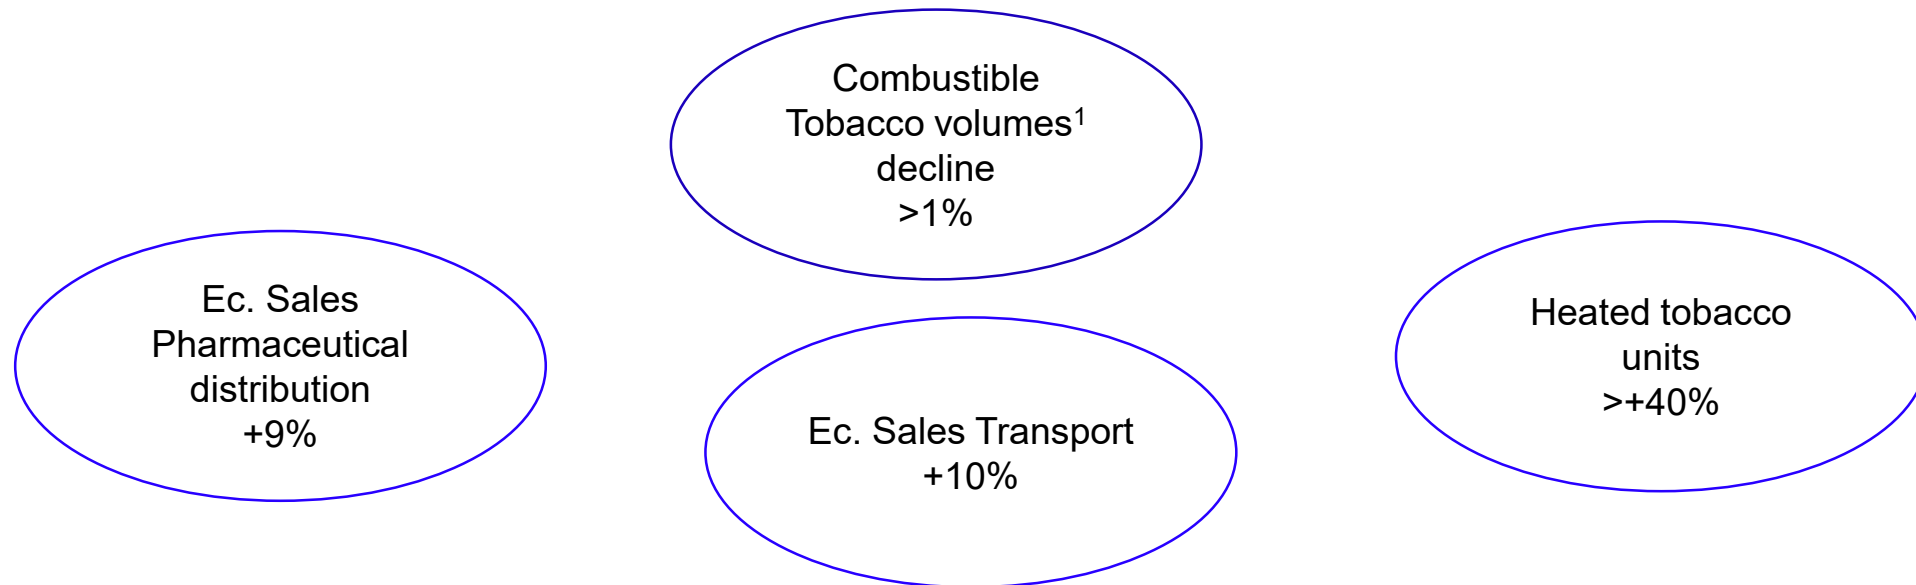 Combustible
Tobacco volumes¹
decline
>1%
Ec. Sales
Pharmaceutical
distribution
+9%
Ec. Sales Transport
+10%
Heated tobacco
units
>+40%